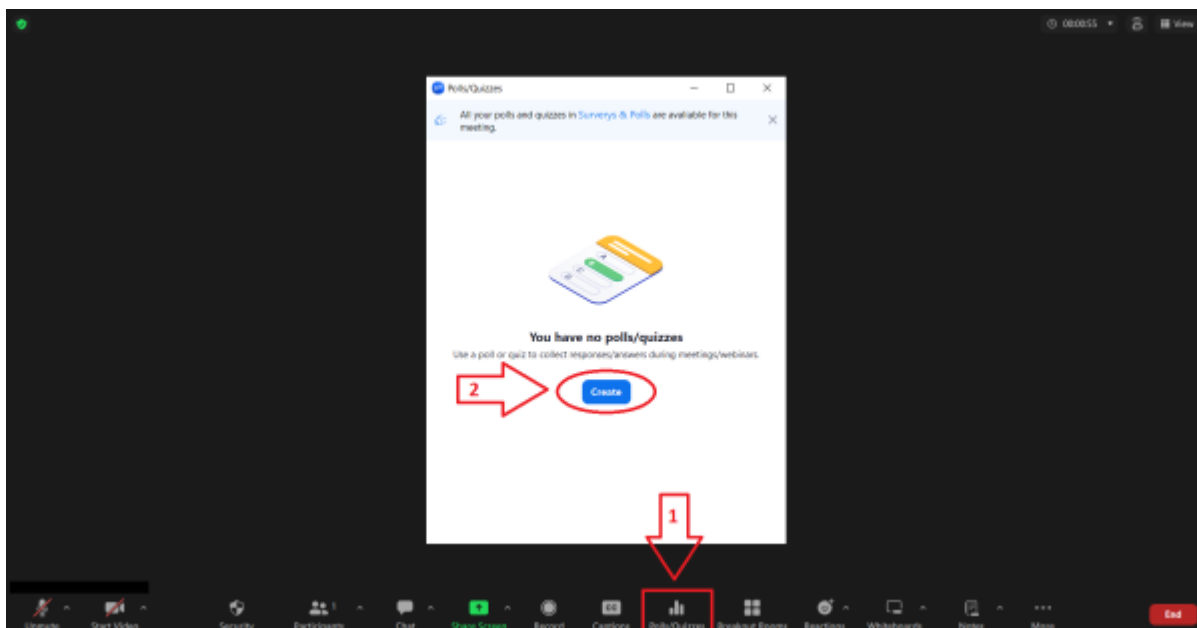 00:00:55
View
Polls/Quizzes
All your polls and quizzes in Surverys & Polls are available for this
meeting.
You have no polls/quizzes
Use a poll or quiz to collect responses/answers during meetings/webinars.
2
Create
1
Unmute
Start Video
Security
Participants
1
Chat
Share Screen
CC
Record
Captions
Polls/Quizzes
Breakout Rooms
Reactions
Whiteboards
Notes
More
End